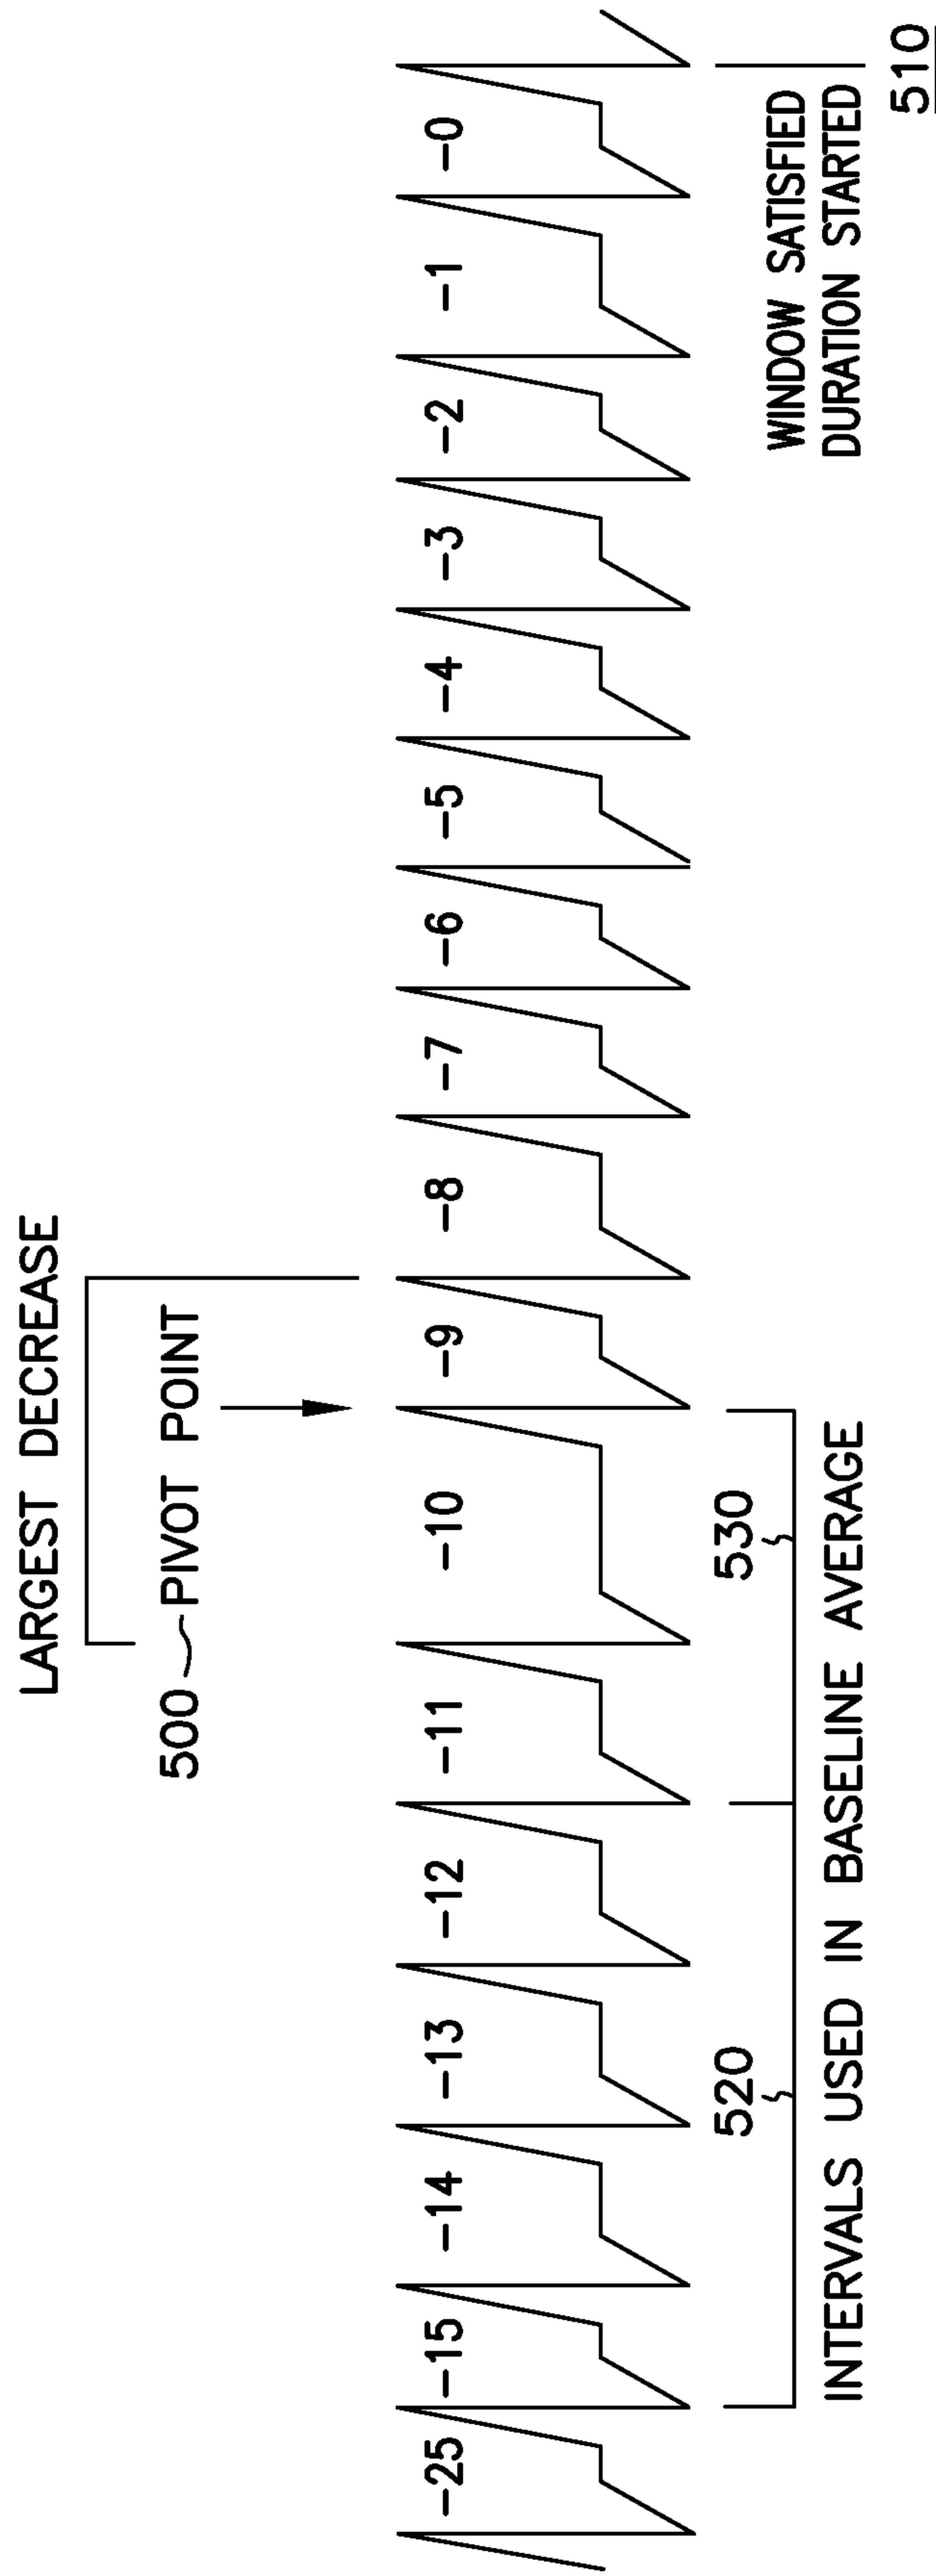 LARGEST DECREASE
500 PIVOT POINT
-25 -15 -14 -13 -12 -11 -10 -9 -8 -7 -6 -5 -4 -3 -2 -1 -0
520 530
INTERVALS USED IN BASELINE AVERAGE
WINDOW SATISFIED
DURATION STARTED
510